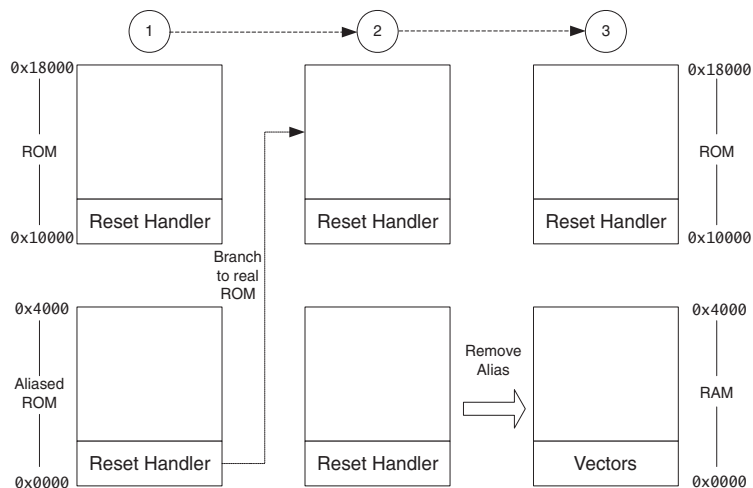 1
2
3
0x18000
0x18000
ROM
ROM
Reset Handler
Reset Handler
Reset Handler
0x10000
0x10000
Branch
to real
ROM
0x4000
0x4000
Remove
Alias
Aliased
ROM
RAM
Reset Handler
Reset Handler
Vectors
0x0000
0x0000